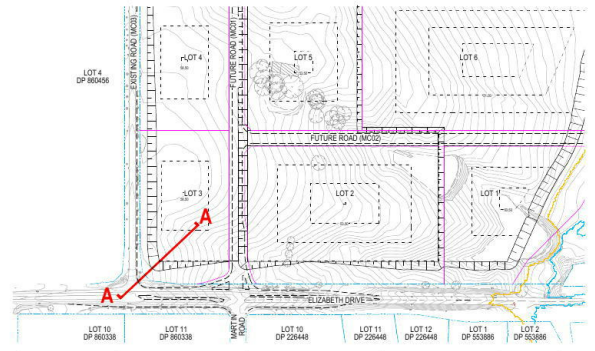 EXISTING ROAD (MC03)
FUTURE ROAD (MC01)
LOT 4
DP 860456
LOT 4
LOT 5
LOT 6
FUTURE ROAD (MC02)
LOT 3
LOT 2
LOT 1
A
A
ELIZABETH DRIVE
MARTIN
ROAD
LOT 10
DP 860338
LOT 11
DP 860338
LOT 10
DP 226448
LOT 11
DP 226448
LOT 12
DP 226448
LOT 1
DP 553886
LOT 2
DP 553886